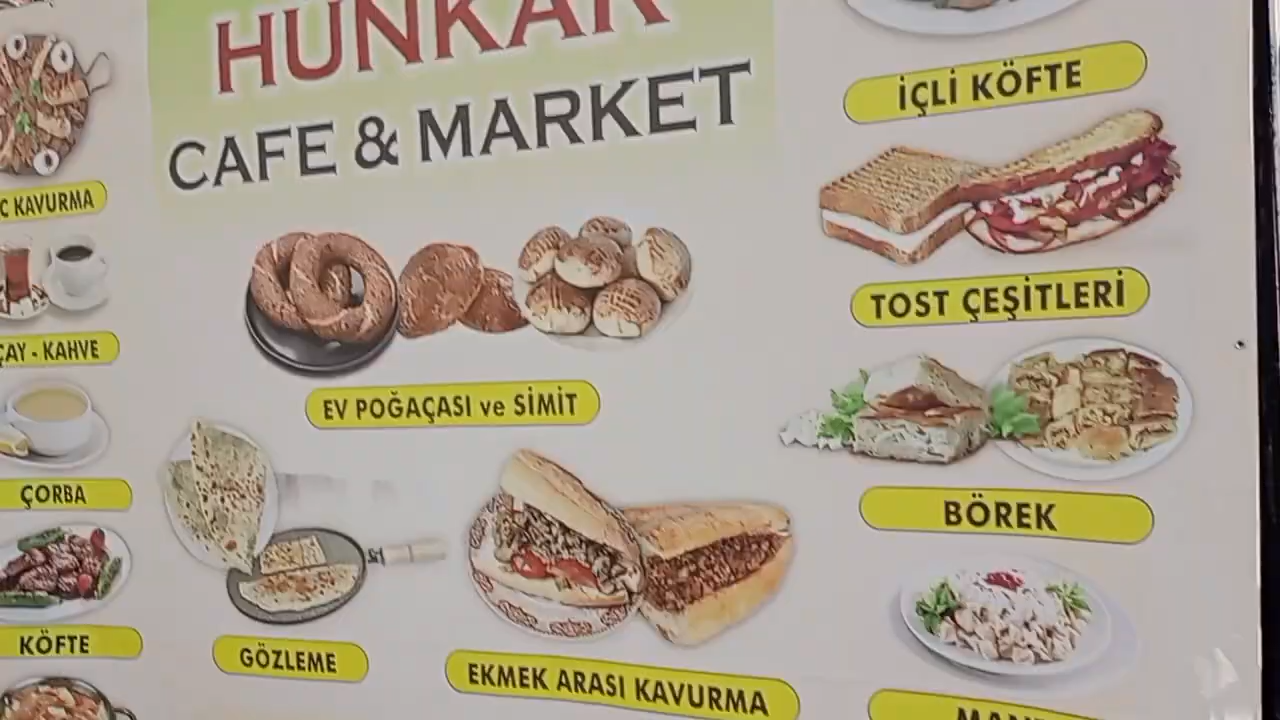 HÜNKAR
CAFE & MARKET
KAVURMA
ÇAY - KAHVE
ÇORBA
KÖFTE
EV POĞAÇASI ve SİMİT
GÖZLEME
EKMEK ARASI KAVURMA
İÇLİ KÖFTE
TOST ÇEŞİTLERİ
BÖREK